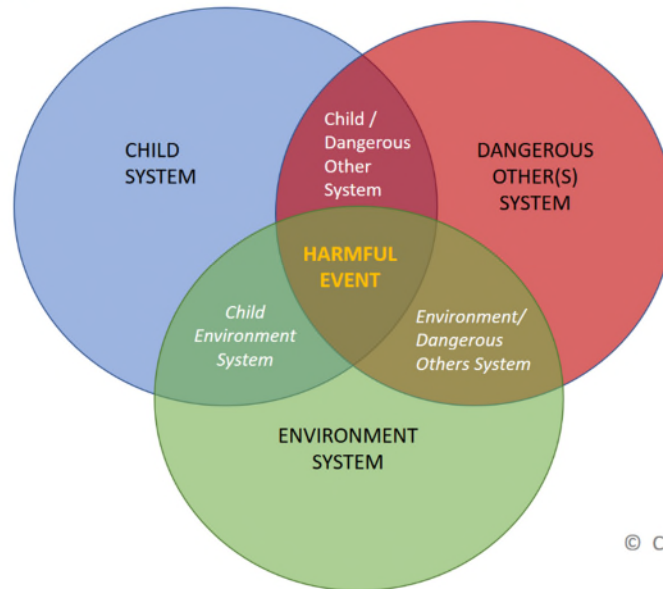 CHILD
SYSTEM
Child /
Dangerous
Other
System
DANGEROUS
OTHER(S)
SYSTEM
HARMFUL
EVENT
Child
Environment
System
Environment/
Dangerous
Others System
ENVIRONMENT
SYSTEM
©